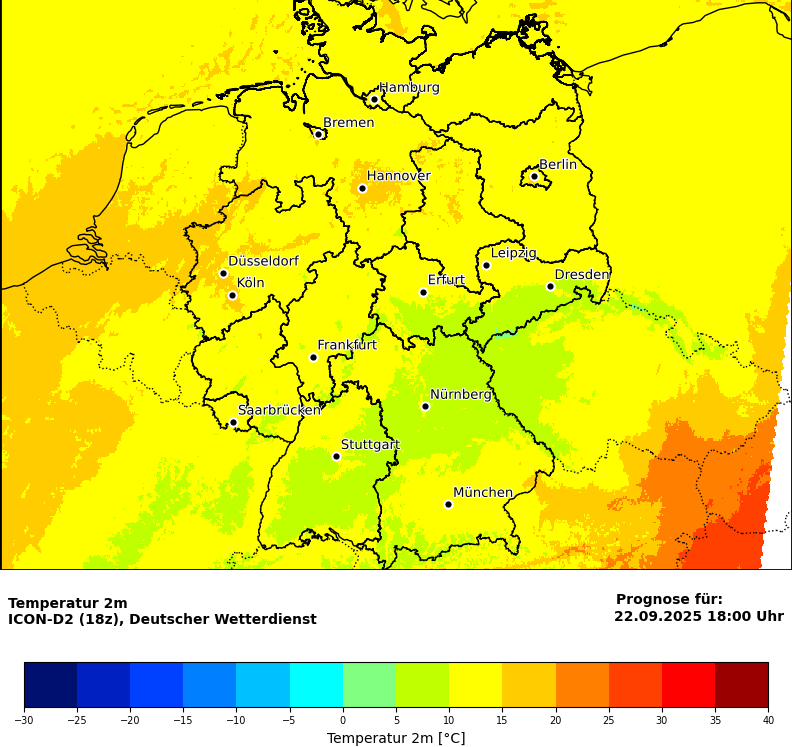 Hamburg
Bremen
Berlin
Hannover
Leipzig
Düsseldorf
Dresden
Köln
Erfurt
Frankfurt
Nürnberg
Saarbrücken
Stuttgart
München
Temperatur 2m
ICON-D2 (18z), Deutscher Wetterdienst
Prognose für:
22.09.2025 18:00 Uhr
−30 −25 −20 −15 −10 −5 0 5 10 15 20 25 30 35 40
Temperatur 2m [°C]